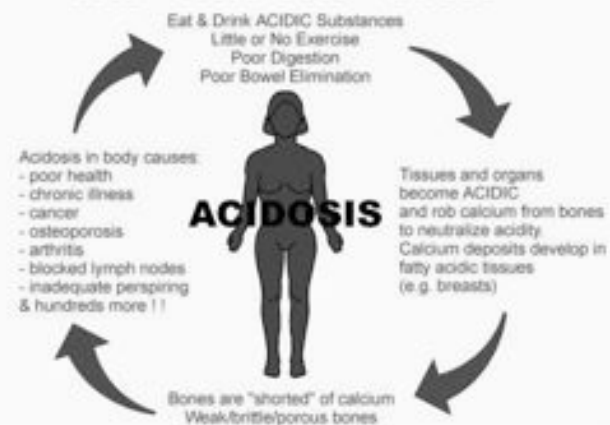 Eat & Drink ACIDIC Substances
Little or No Exercise
Poor Digestion
Poor Bowel Elimination
Tissues and organs
become ACIDIC
and rob calcium from bones
to neutralize acidity.
Calcium deposits develop in
fatty acidic tissues
(e.g. breasts)
Bones are "shorted" of calcium
Weak/brittle/porous bones
Acidosis in body causes:
- poor health
- chronic illness
- cancer
- osteoporosis
- arthritis
- blocked lymph nodes
- inadequate perspiring
& hundreds more ! !
ACIDOSIS